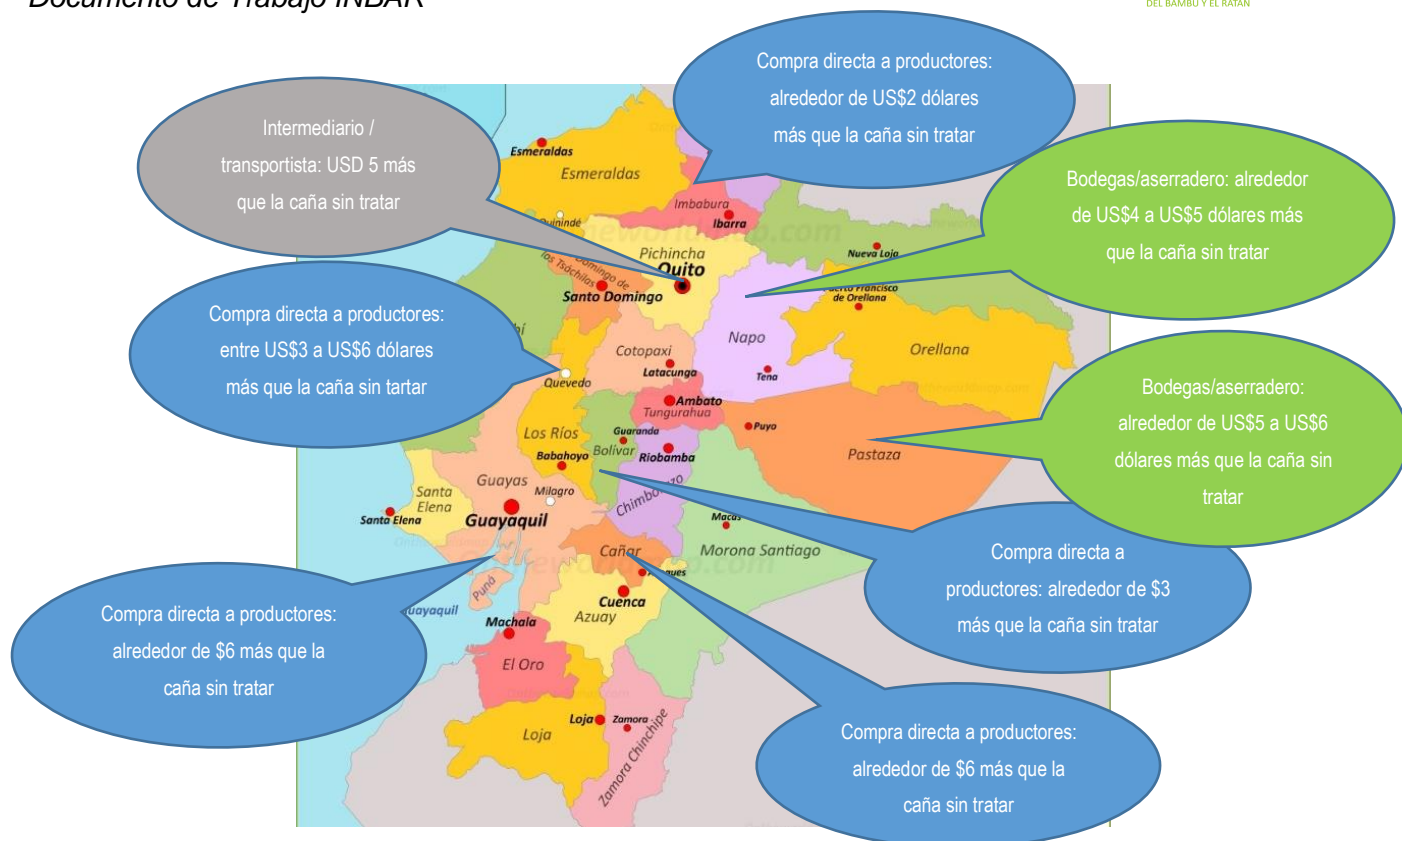 Documento de Trabajo INBAR
DEL BAMBÚ Y EL RATÁN
Compra directa a productores:
alrededor de US$2 dólares
más que la caña sin tratar
Intermediario /
transportista: USD 5 más
que la caña sin tratar
Bodegas/aserradero: alrededor
de US$4 a US$5 dólares más
que la caña sin tratar
Compra directa a productores:
entre US$3 a US$6 dólares
más que la caña sin tartar
Bodegas/aserradero:
alrededor de US$5 a US$6
dólares más que la caña sin
tratar
Compra directa a
productores: alrededor de $3
más que la caña sin tratar
Compra directa a productores:
alrededor de $6 más que la
caña sin tratar
Compra directa a productores:
alrededor de $6 más que la
caña sin tratar
Esmeraldas
Esmeraldas
Imbabura
Ibarra
Quinindé
Pichincha
Quito
Nueva Loja
Domingo de
los Tsáchilas
Santo Domingo
Francisco
de Orellana
Napo
Orellana
Cotopaxi
Latacunga
Tena
Quevedo
Ambato
Tungurahua
Puyo
Los Ríos
Guaranda
Bolívar
Riobamba
Pastaza
Babahoyo
Guayas
Milagro
Chimborazo
Santa
Elena
Santa Elena
Guayaquil
Macas
Morona Santiago
Cañar
Puná
Cuenca
Azuay
Machala
El Oro
Loja
Loja
Zamora
Zamora Chinchipe